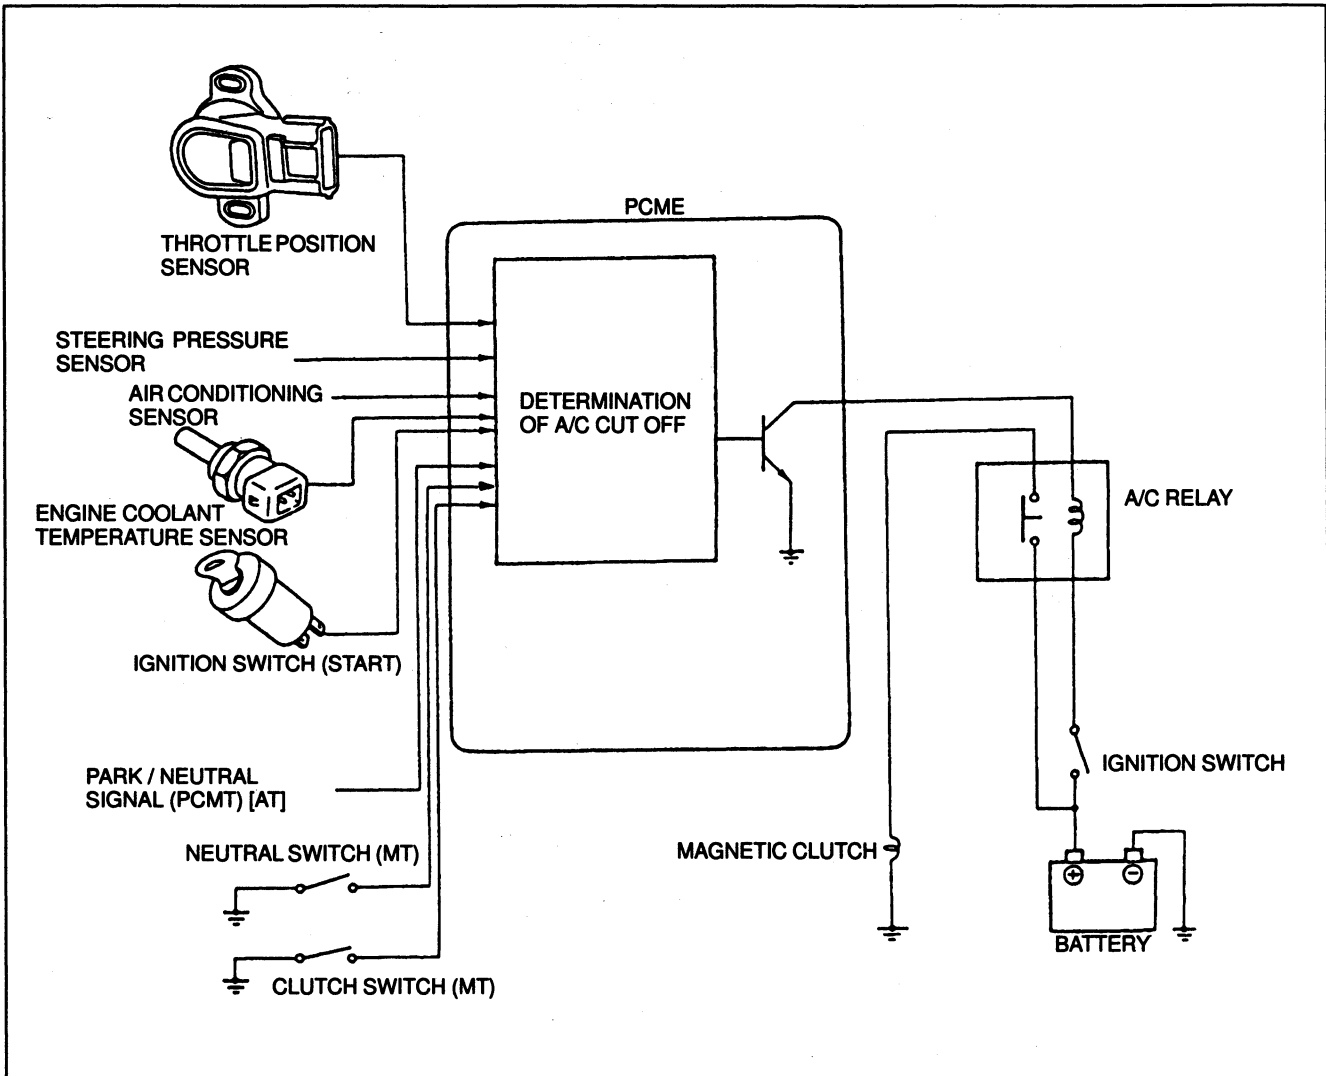 PCME
THROTTLE POSITION
SENSOR
STEERING PRESSURE
SENSOR
AIR CONDITIONING
SENSOR
DETERMINATION
OF A/C CUT OFF
A/C RELAY
ENGINE COOLANT
TEMPERATURE SENSOR
IGNITION SWITCH (START)
PARK / NEUTRAL
SIGNAL (PCMT) [AT]
IGNITION SWITCH
NEUTRAL SWITCH (MT)
MAGNETIC CLUTCH
+ -
BATTERY
CLUTCH SWITCH (MT)